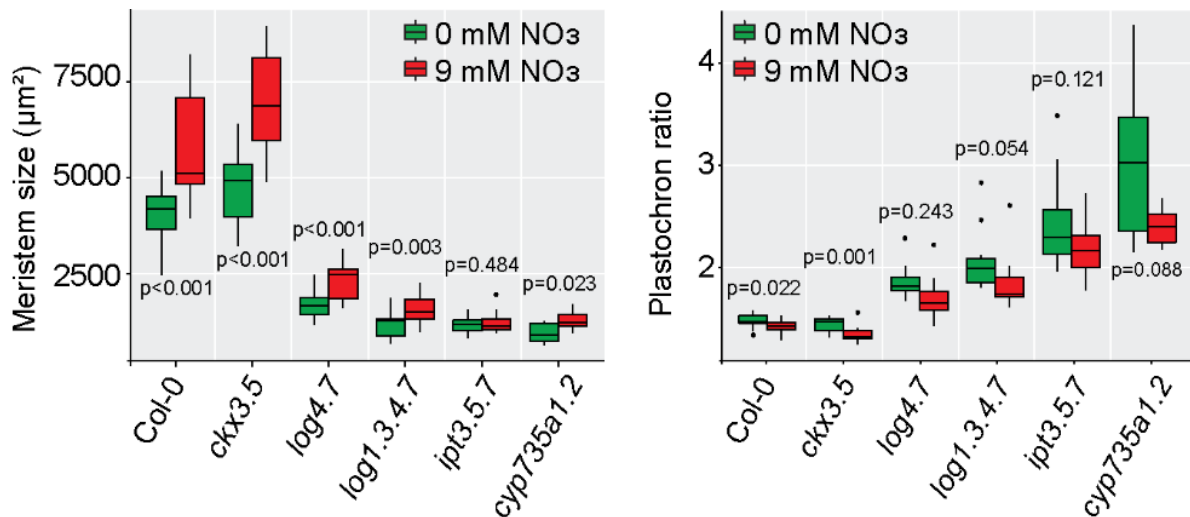 0 mM NO₃
9 mM NO₃
Meristem size (µm²)
7500
5000
2500
p<0.001
p<0.001
p<0.001
p=0.003
p=0.484
p=0.023
Col-0
ckx3.5
log4.7
log1.3.4.7
ipt3.5.7
cyp735a1.2
0 mM NO₃
9 mM NO₃
Plastochron ratio
4
3
2
p=0.022
p=0.001
p=0.243
p=0.054
p=0.121
p=0.088
Col-0
ckx3.5
log4.7
log1.3.4.7
ipt3.5.7
cyp735a1.2